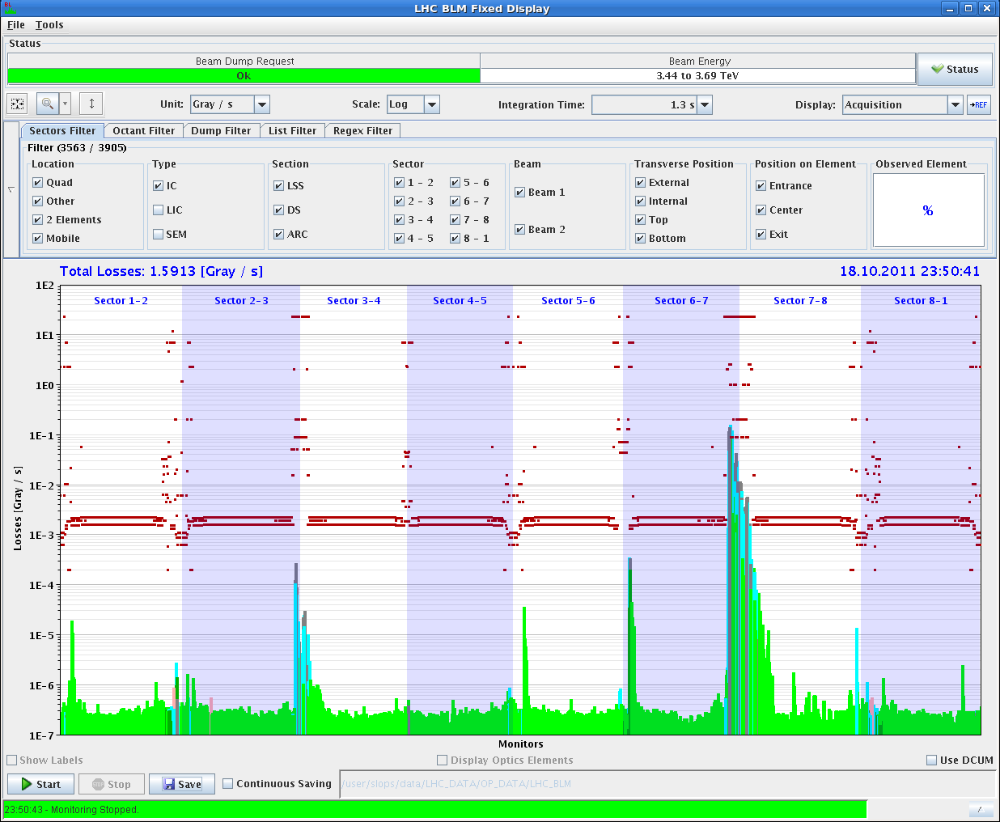 LHC BLM Fixed Display
File Tools
Status
Beam Dump Request Beam Energy
Ok 3.44 to 3.69 TeV Status
Unit: Gray / s Scale: Log Integration Time: 1.3 s Display: Acquisition →REF
Sectors Filter Octant Filter Dump Filter List Filter Regex Filter
Filter (3563 / 3905)
Location Type Section Sector Beam Transverse Position Position on Element Observed Element
Quad IC LSS 1 - 2 5 - 6 Beam 1 External Entrance
Other LIC DS 2 - 3 6 - 7 Beam 2 Internal Center %
2 Elements SEM ARC 3 - 4 7 - 8 Top Exit
Mobile 4 - 5 8 - 1 Bottom
Total Losses: 1.5913 [Gray / s] 18.10.2011 23:50:41
Sector 1-2 Sector 2-3 Sector 3-4 Sector 4-5 Sector 5-6 Sector 6-7 Sector 7-8 Sector 8-1
1E2
1E1
1E0
1E-1
1E-2
1E-3
1E-4
1E-5
1E-6
1E-7
Losses [Gray / s]
Monitors
Show Labels Display Optics Elements Use DCUM
Start Stop Save Continuous Saving /user/slops/data/LHC_DATA/OP_DATA/LHC_BLM
23:50:43 - Monitoring Stopped.